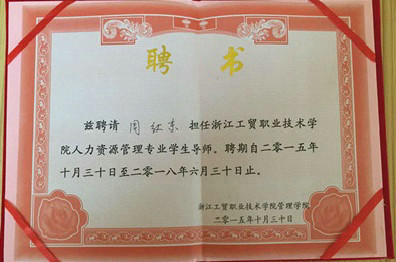 聘书
兹聘请 周红东 担任浙江工贸职业技术学
院人力资源管理专业学生导师。聘期自二零一五年
十月三十日至二零一八年六月三十日止。
浙江工贸职业技术学院管理学院
二零一五年十月三十日